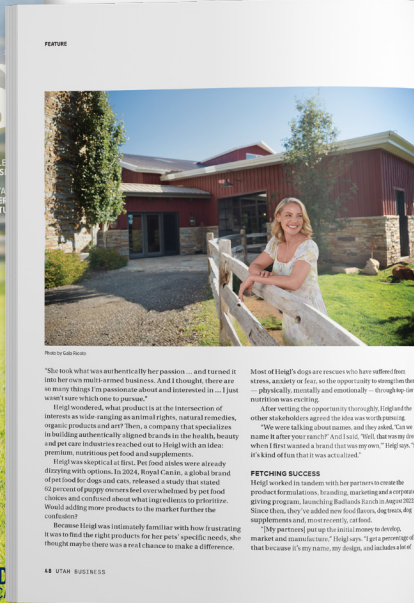 FEATURE
Photo by Gaia Rosato
"She took what was authentically her passion ... and turned it
into her own multi-armed business. And I thought, there are
so many things I'm passionate about and interested in ... I just
wasn't sure which one to pursue."
Heigl wondered, what product is at the intersection of
interests as wide-ranging as animal rights, natural remedies,
organic products and art? Then, a company that specializes
in building authentically aligned brands in the health, beauty
and pet care industries reached out to Heigl with an idea:
premium, nutritious pet food and supplements.
Heigl was skeptical at first. Pet food aisles were already
dizzying with options. In 2024, Royal Canin, a global brand
of pet food for dogs and cats, released a study that stated
62 percent of puppy owners feel overwhelmed by pet food
choices and confused about what ingredients to prioritize.
Would adding more products to the market further the
confusion?
Because Heigl was intimately familiar with how frustrating
it was to find the right products for her pets' specific needs, she
thought maybe there was a real chance to make a difference.
68 UTAH BUSINESS
Most of Heigl's dogs are rescues who have suffered from
stress, anxiety or fear, so the opportunity to strengthen them
— physically, mentally and emotionally — through top-tier
nutrition was exciting.
After vetting the opportunity thoroughly, Heigl and the
other stakeholders agreed the idea was worth pursuing.
"We were talking about names, and they asked, 'Can we
name it after your ranch?' And I said, 'Well, that was my
when I first wanted a brand that was my own,'" Heigl says.
it's kind of fun that it was actualized."
FETCHING SUCCESS
Heigl worked in tandem with her partners to create the
product formulations, branding, marketing and a corporate
giving program, launching Badlands Ranch in August 2022.
Since then, they've added new food flavors, dog treats, dog
supplements and, most recently, cat food.
"[My partners] put up the initial money to develop,
market and manufacture," Heigl says. "I get a percentage of
that because it's my name, my design, and includes a lot of